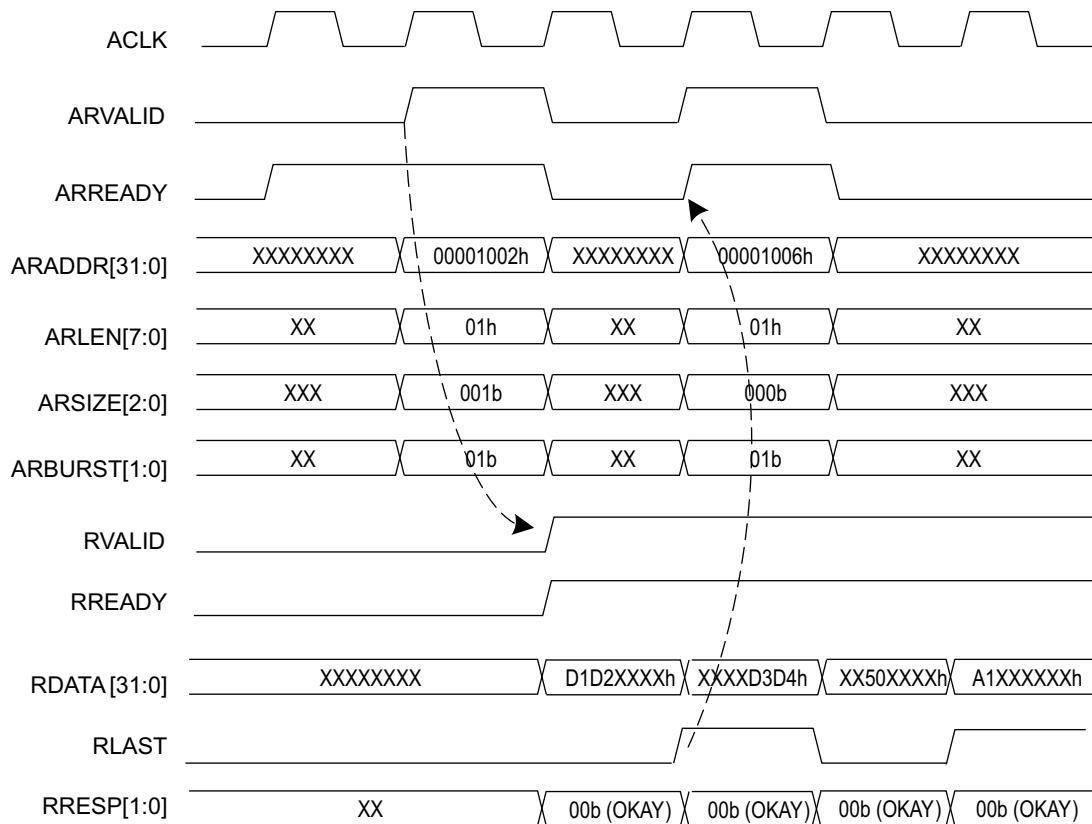 ACLK
ARVALID
ARREADY
ARADDR[31:0] XXXXXXXX 00001002h XXXXXXXX 00001006h XXXXXXXX
ARLEN[7:0] XX 01h XX 01h XX
ARSIZE[2:0] XXX 001b XXX 000b XXX
ARBURST[1:0] XX 01b XX 01b XX
RVALID
RREADY
RDATA [31:0] XXXXXXXX D1D2XXXXh XXXXD3D4h XX50XXXXh A1XXXXXXh
RLAST
RRESP[1:0] XX 00b (OKAY) 00b (OKAY) 00b (OKAY) 00b (OKAY)